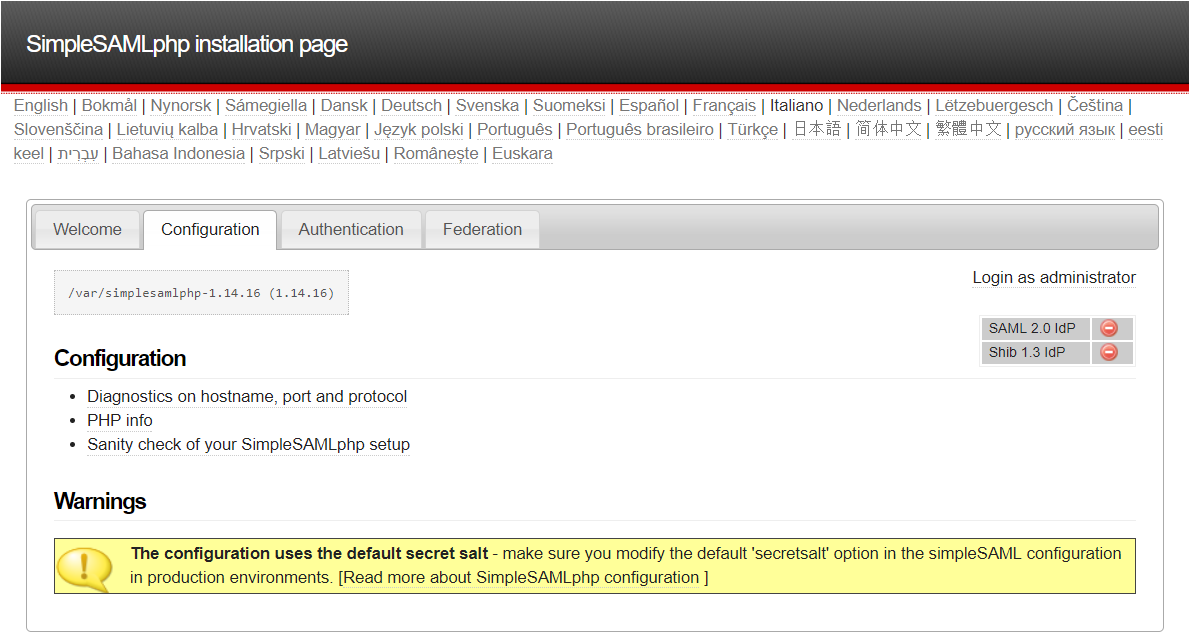 SimpleSAMLphp installation page
English | Bokmål | Nynorsk | Sámegiella | Dansk | Deutsch | Svenska | Suomeksi | Español | Français | Italiano | Nederlands | Lëtzebuergesch | Čeština |
Slovenščina | Lietuvių kalba | Hrvatski | Magyar | Język polski | Português | Português brasileiro | Türkçe | 日本語 | 简体中文 | 繁體中文 | русский язык | eesti
keel | עִבְרִית | Bahasa Indonesia | Srpski | Latviešu | Românește | Euskara
Welcome Configuration Authentication Federation
/var/simplesamlphp-1.14.16 (1.14.16)
Login as administrator
SAML 2.0 IdP
Shib 1.3 IdP
Configuration
• Diagnostics on hostname, port and protocol
• PHP info
• Sanity check of your SimpleSAMLphp setup
Warnings
The configuration uses the default secret salt - make sure you modify the default 'secretsalt' option in the simpleSAML configuration
in production environments. [Read more about SimpleSAMLphp configuration ]